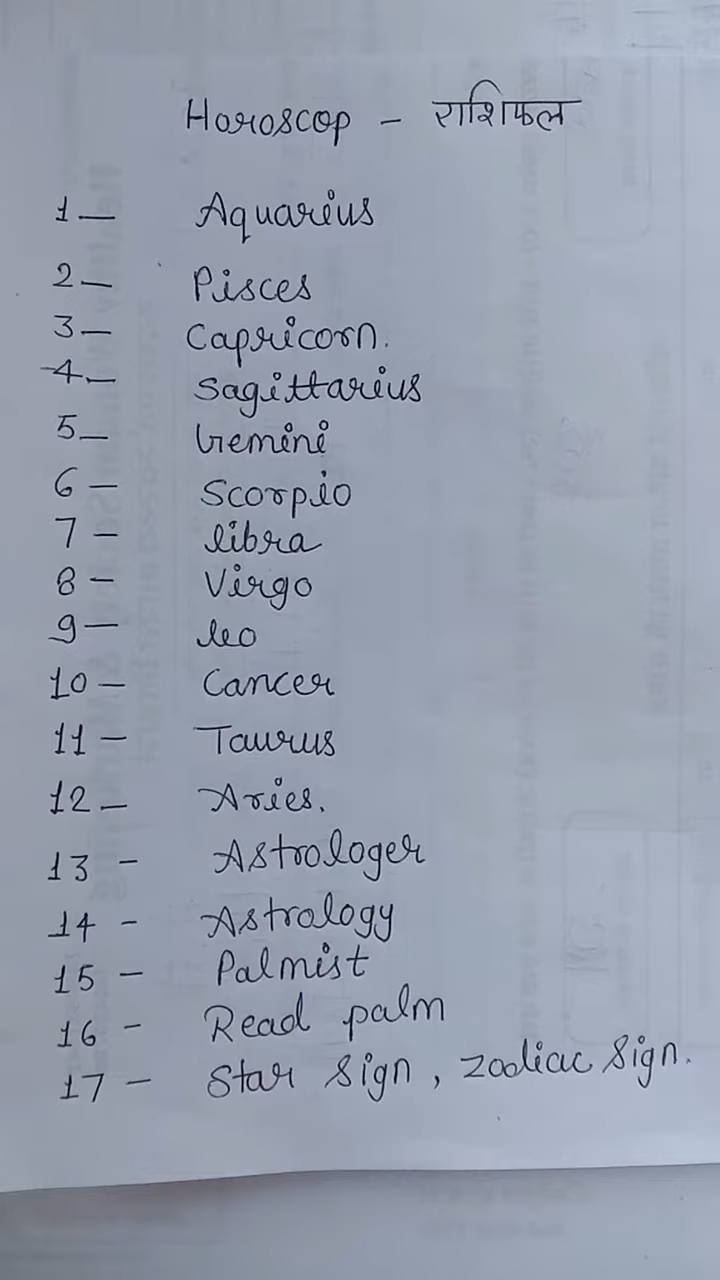 Horoscop - राशिफल
1- Aquarius
2- Pisces
3- Capricorn.
4- Sagittarius
5- Gemini
6- Scorpio
7- libra
8- Virgo
9- leo
10- Cancer
11- Taurus
12- Aries.
13- Astrologer
14- Astrology
15- Palmist
16- Read palm
17- Star sign, zodiac sign.